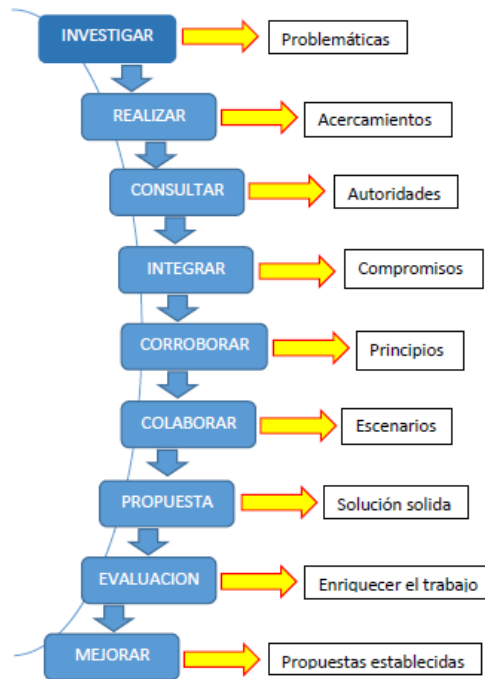 INVESTIGAR
Problemáticas
REALIZAR
Acercamientos
CONSULTAR
Autoridades
INTEGRAR
Compromisos
CORROBORAR
Principios
COLABORAR
Escenarios
PROPUESTA
Solución solida
EVALUACION
Enriquecer el trabajo
MEJORAR
Propuestas establecidas